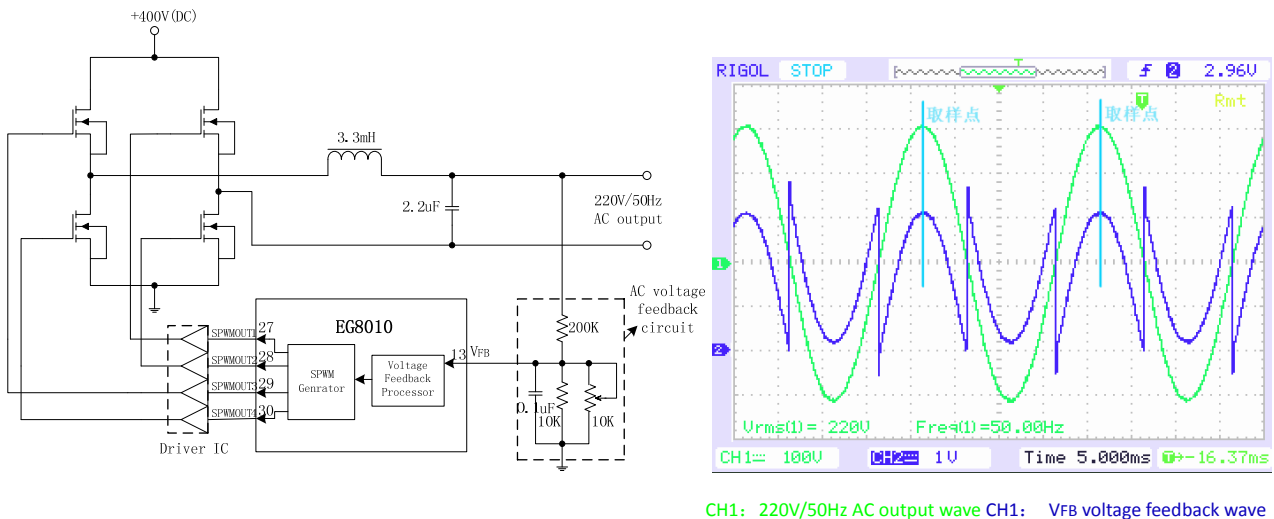 +400V(DC)
3.3mH
2.2uF
220V/50Hz
AC output
AC voltage
feedback
circuit
EG8010
200K
13 VFB
SPWMOUT1 27
SPWMOUT2 28
SPWMOUT3 29
SPWMOUT4 30
SPWM
Genrator
Voltage
Feedback
Processor
0.1uF
10K
10K
Driver IC
RIGOL STOP
T
2 2.96V
T
Rmt
取样点
取样点
1
2
Vrms(1)= 220V Freq(1)=50.00Hz
CH1 100V CH2 1V Time 5.000ms T→-16.37ms
CH1: 220V/50Hz AC output wave CH1: VFB voltage feedback wave